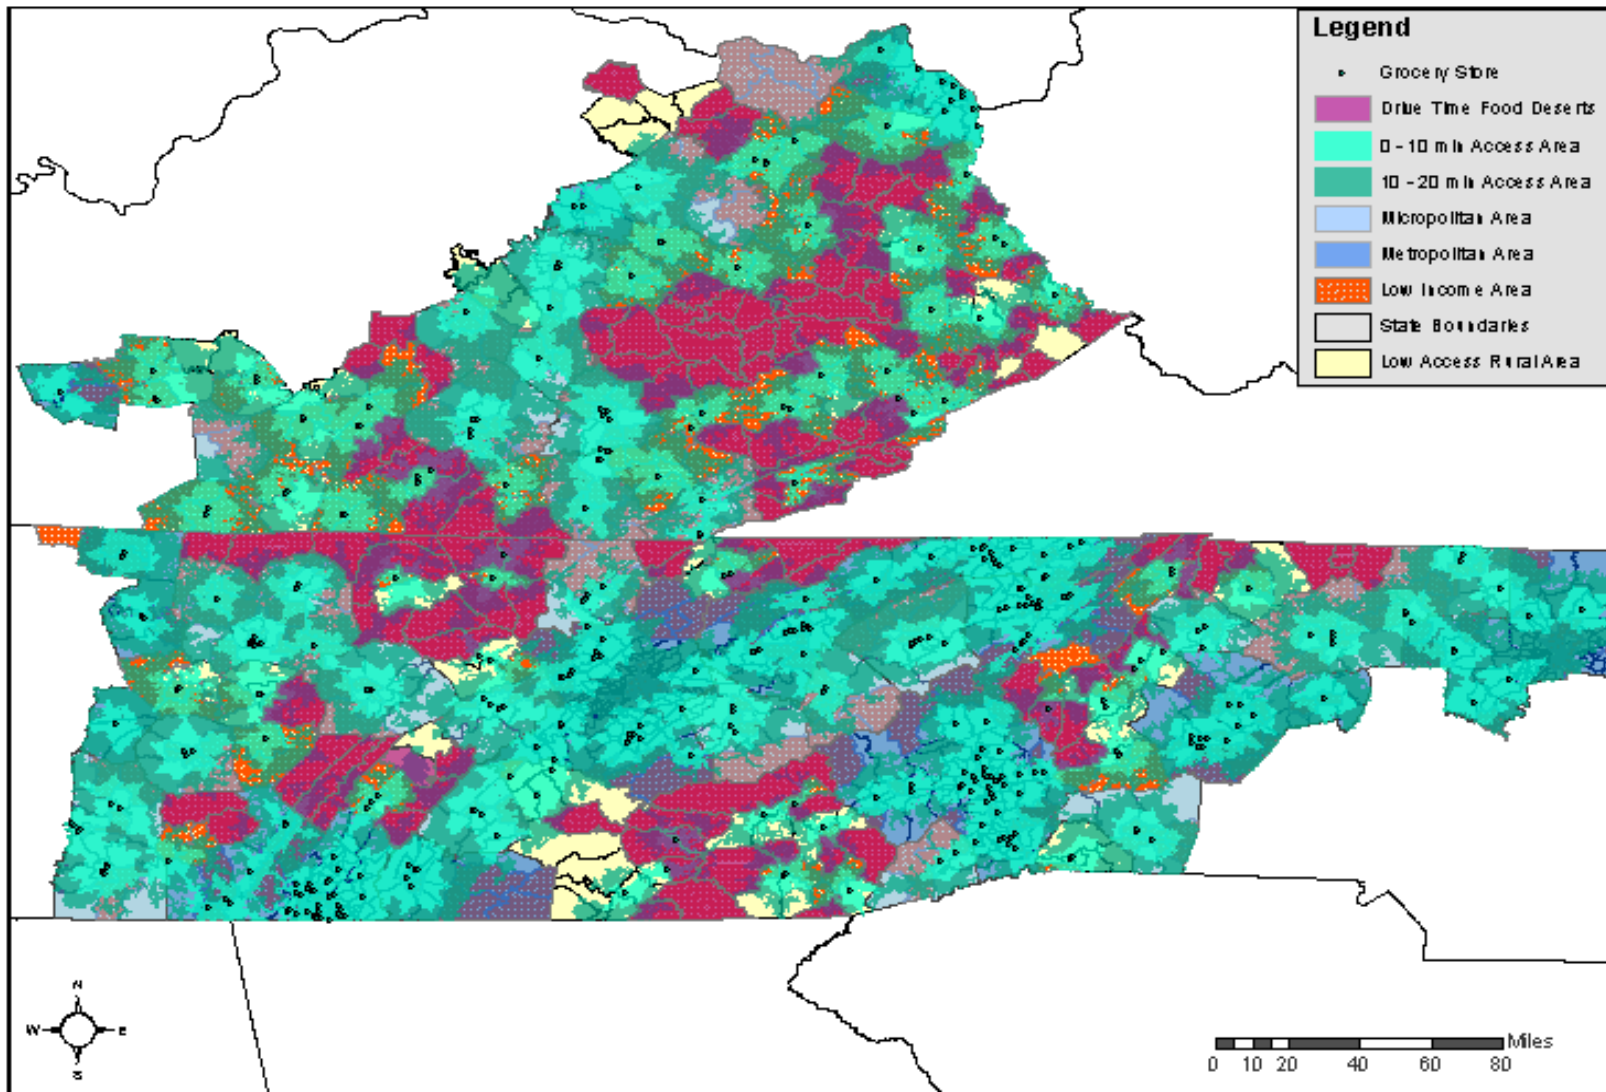 Legend
Grocery Store
Drive Time Food Deserts
0 - 10 min Access Area
10 - 20 min Access Area
Micropolitan Area
Metropolitan Area
Low Income Area
State Boundaries
Low Access Rural Area
N
W E
S
Miles
0 10 20 40 60 80